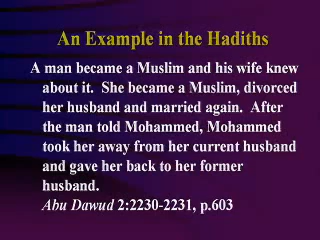 An Example in the Hadiths
A man became a Muslim and his wife knew
about it. She became a Muslim, divorced
her husband and married again. After
the man told Mohammed, Mohammed
took her away from her current husband
and gave her back to her former
husband.
Abu Dawud 2:2230-2231, p.603